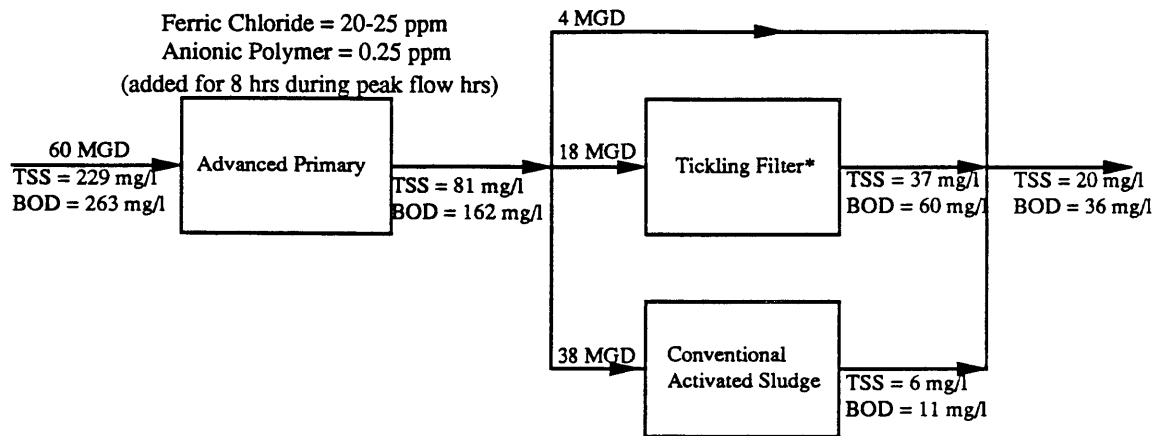 Ferric Chloride = 20-25 ppm
Anionic Polymer = 0.25 ppm
(added for 8 hrs during peak flow hrs)
4 MGD
60 MGD
TSS = 229 mg/l
BOD = 263 mg/l
Advanced Primary
TSS = 81 mg/l
BOD = 162 mg/l
18 MGD
Tickling Filter*
TSS = 37 mg/l
BOD = 60 mg/l
TSS = 20 mg/l
BOD = 36 mg/l
38 MGD
Conventional
Activated Sludge
TSS = 6 mg/l
BOD = 11 mg/l